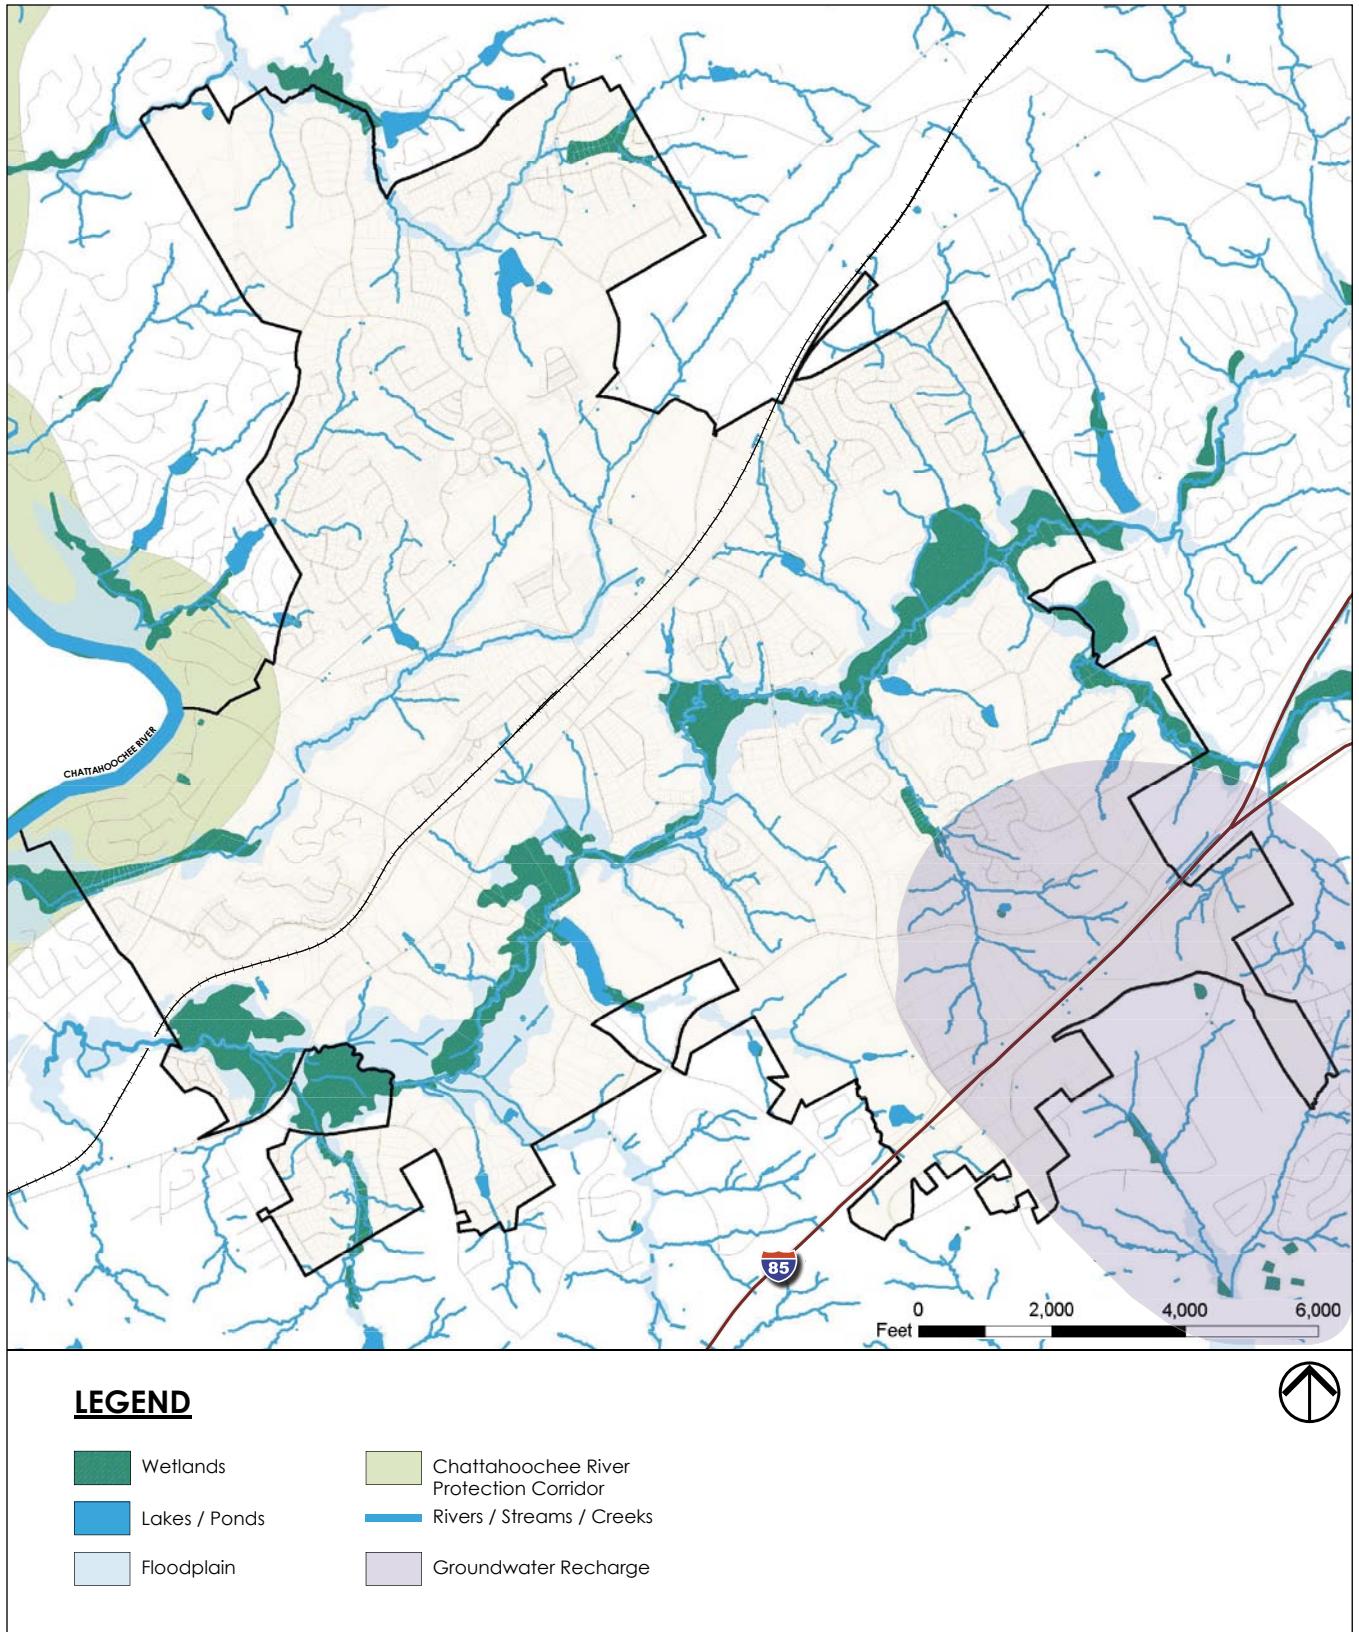 CHATTAHOOCHEE RIVER
85
0 2,000 4,000 6,000
Feet
LEGEND
Wetlands
Lakes / Ponds
Floodplain
Chattahoochee River
Protection Corridor
Rivers / Streams / Creeks
Groundwater Recharge